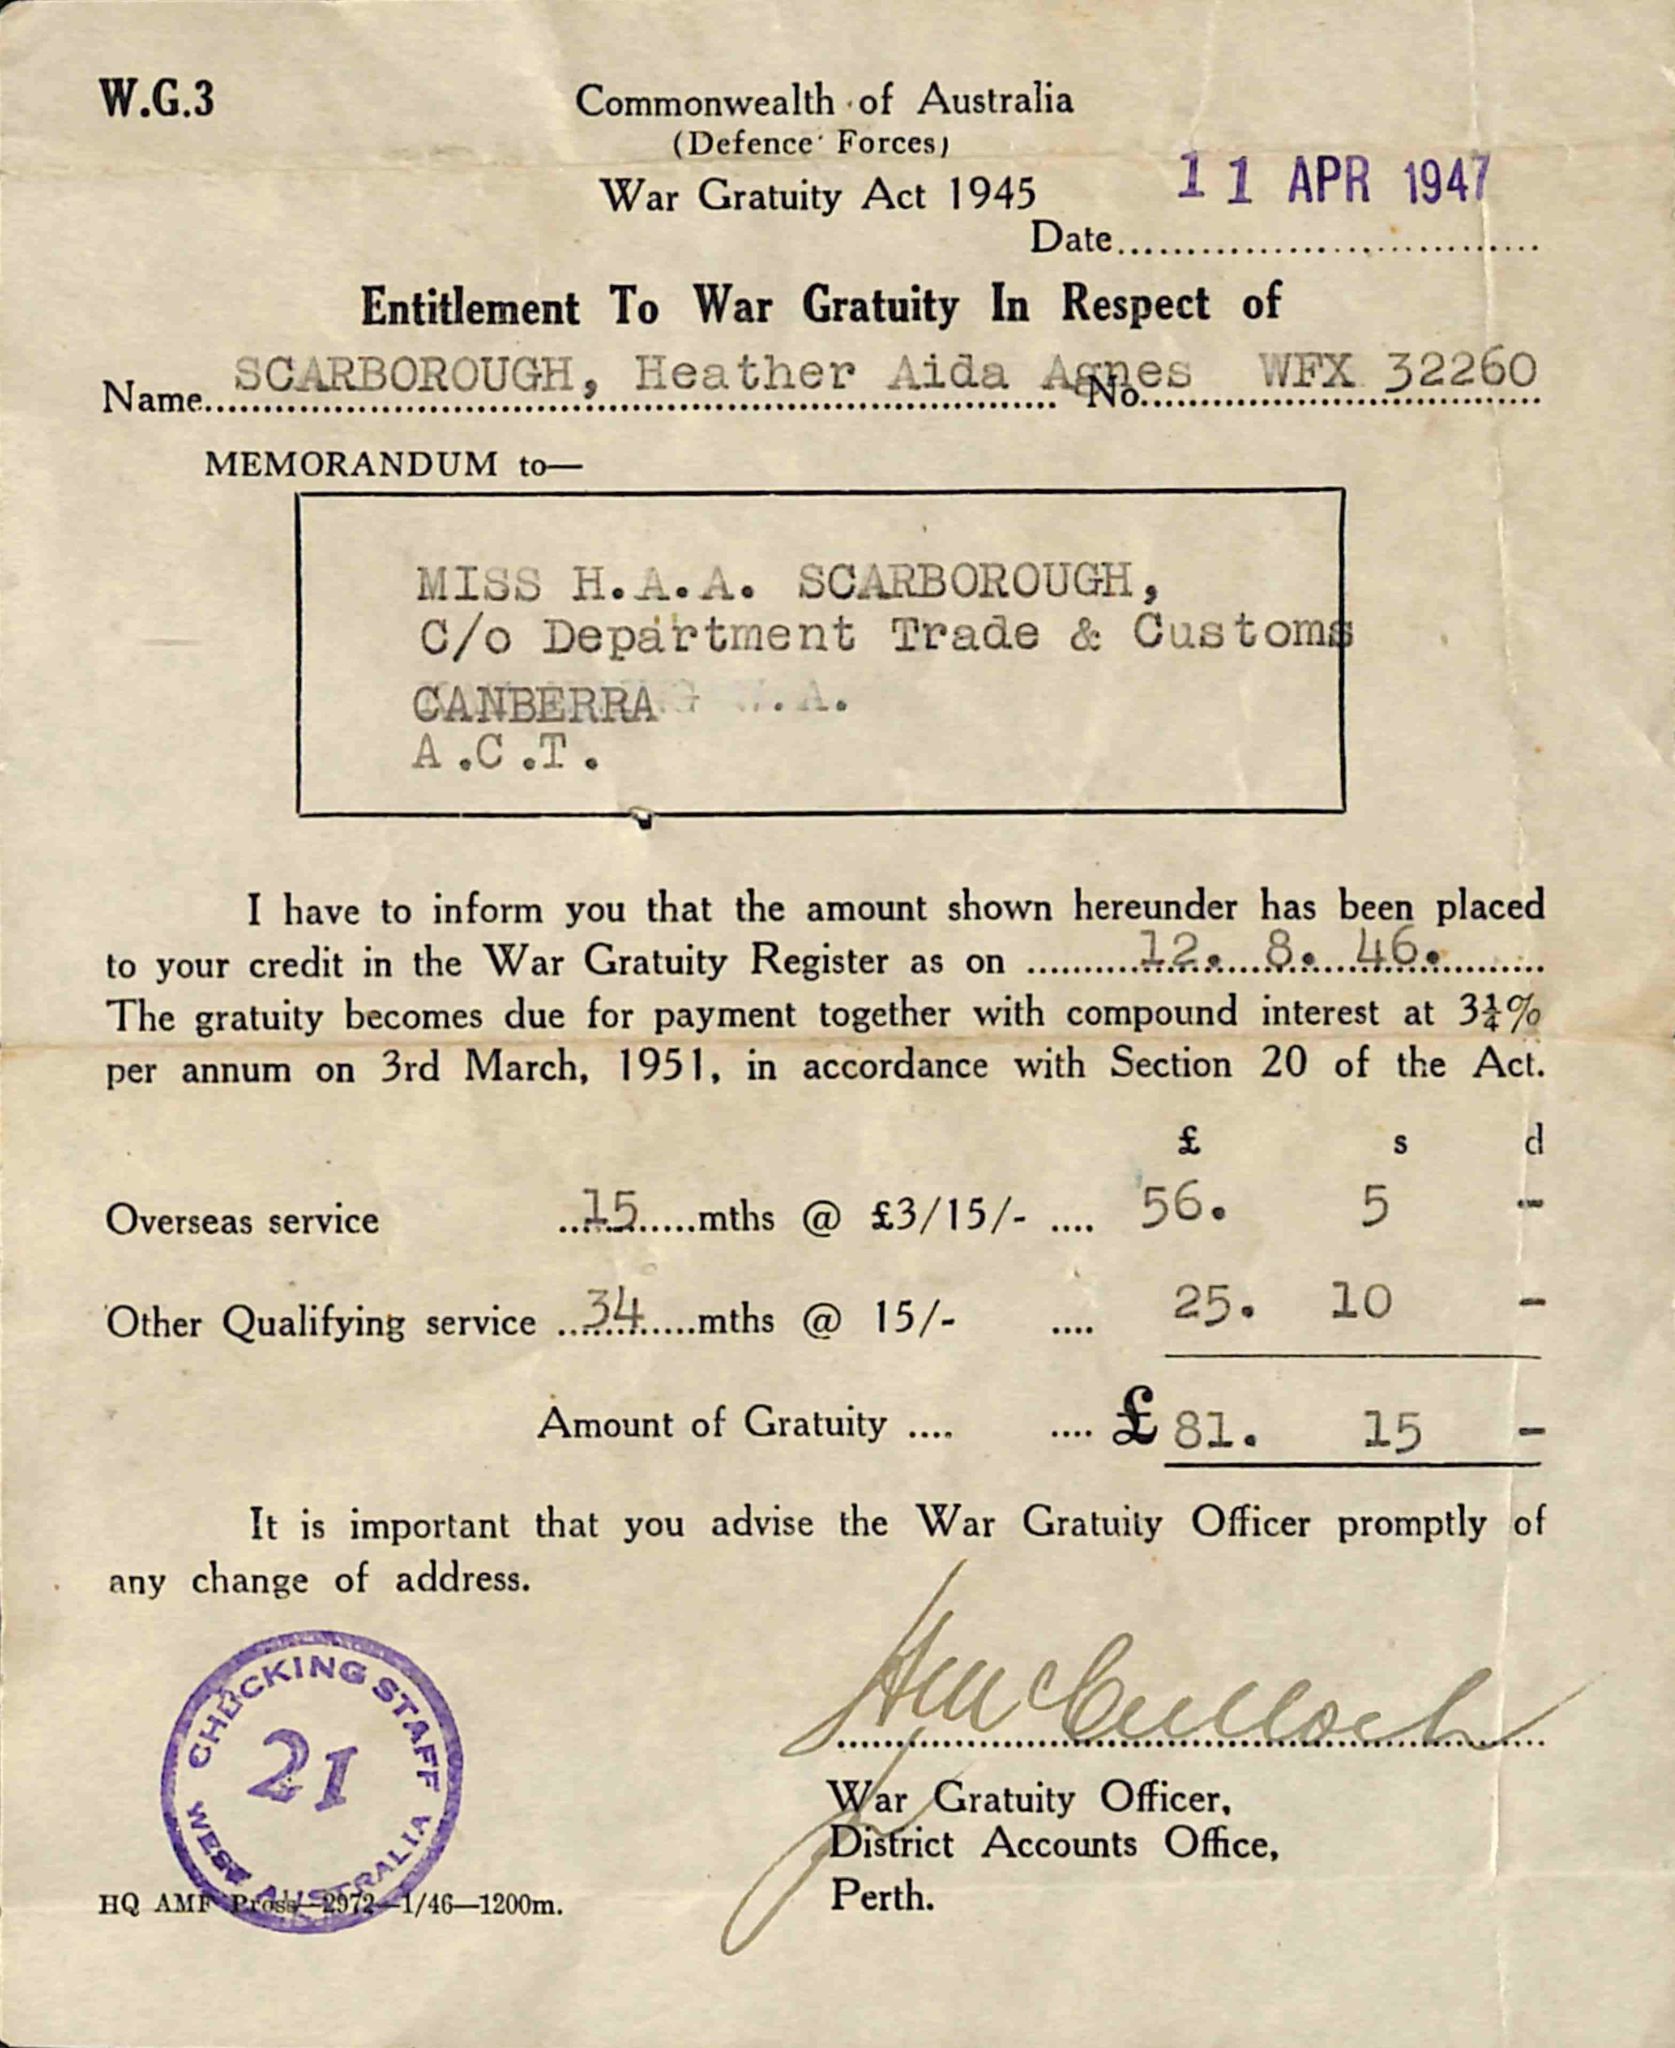 W.G.3
Commonwealth of Australia
(Defence Forces)
War Gratuity Act 1945
11 APR 1947
Date
Entitlement To War Gratuity In Respect of
Name SCARBOROUGH, Heather Aida Agnes No. WFX 32260
MEMORANDUM to—
MISS H.A.A. SCARBOROUGH,
C/o Department Trade & Customs
CANBERRA W.A.
A.C.T.
I have to inform you that the amount shown hereunder has been placed
to your credit in the War Gratuity Register as on 12. 8. 46.
The gratuity becomes due for payment together with compound interest at 3¼%
per annum on 3rd March, 1951, in accordance with Section 20 of the Act.
£ s d
Overseas service 15 mths @ £3/15/- .... 56. 5 -
Other Qualifying service 34 mths @ 15/- .... 25. 10 -
Amount of Gratuity .... .... £ 81. 15 -
It is important that you advise the War Gratuity Officer promptly of
any change of address.
CHECKING STAFF
21
WEST AUSTRALIA
McCulloch
War Gratuity Officer,
District Accounts Office,
Perth.
HQ AMF Press—2972—1/46—1200m.